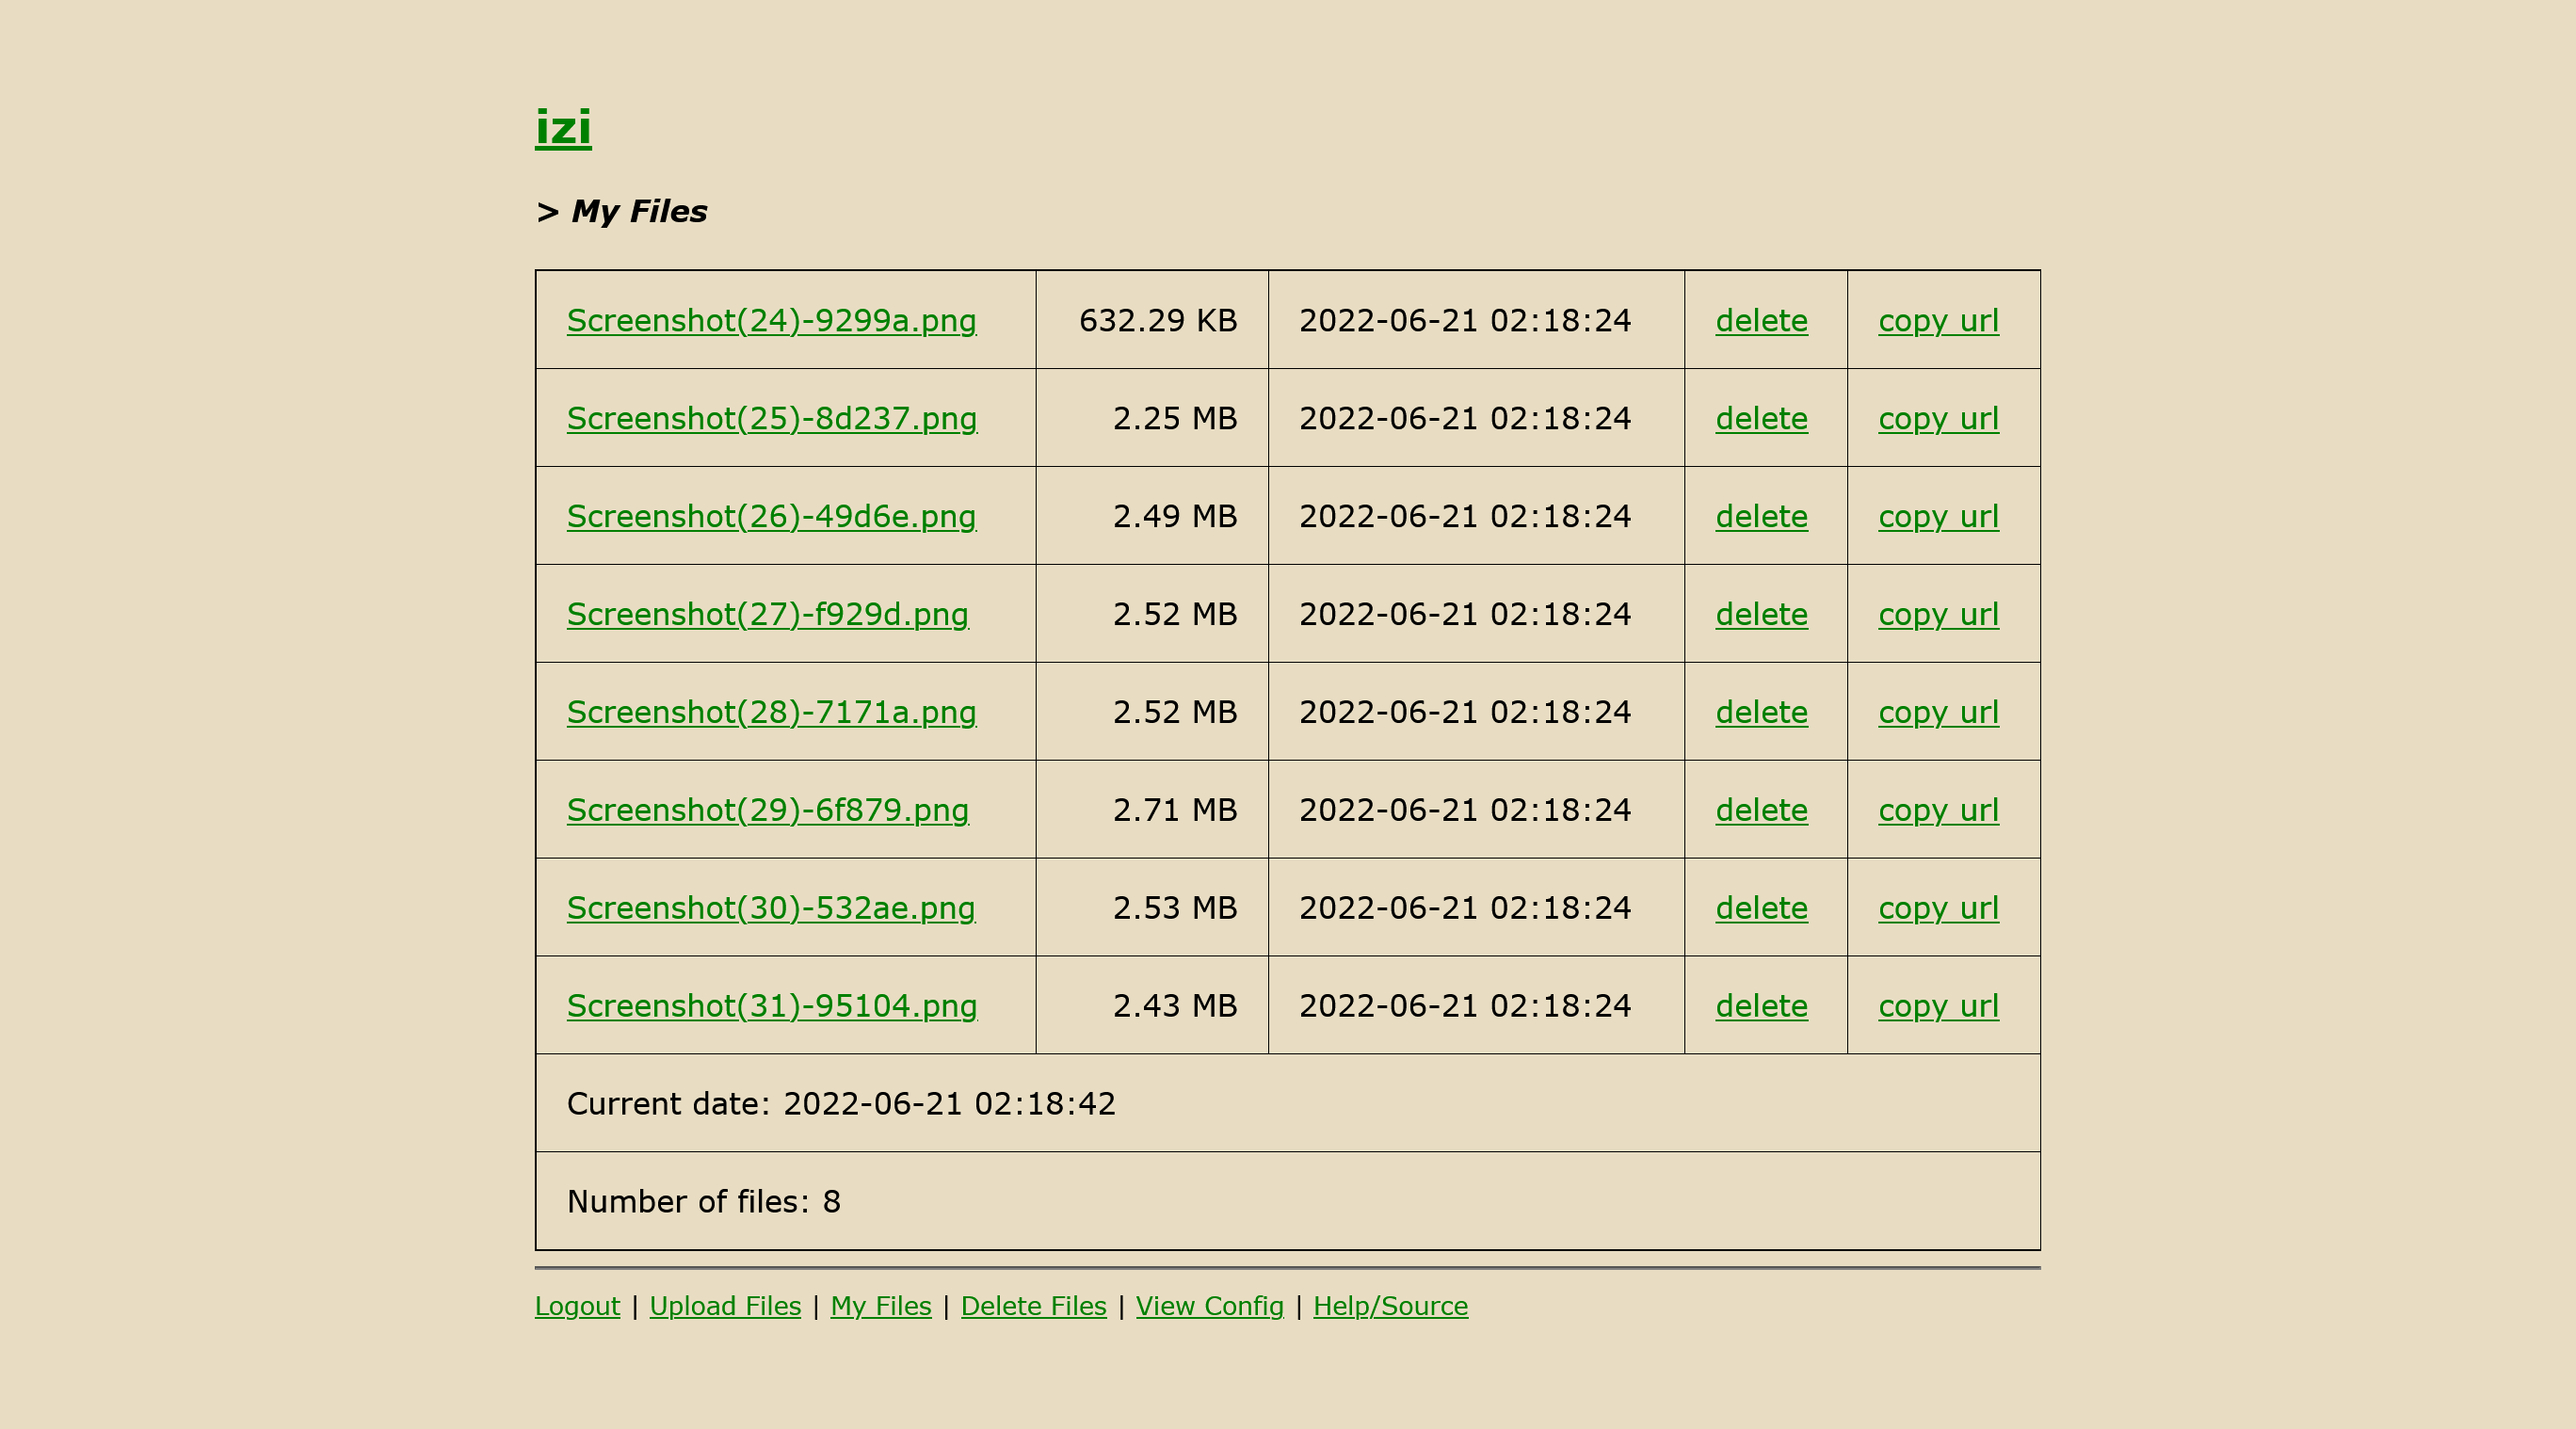 izi
> My Files
Screenshot(24)-9299a.png 632.29 KB 2022-06-21 02:18:24 delete copy url
Screenshot(25)-8d237.png 2.25 MB 2022-06-21 02:18:24 delete copy url
Screenshot(26)-49d6e.png 2.49 MB 2022-06-21 02:18:24 delete copy url
Screenshot(27)-f929d.png 2.52 MB 2022-06-21 02:18:24 delete copy url
Screenshot(28)-7171a.png 2.52 MB 2022-06-21 02:18:24 delete copy url
Screenshot(29)-6f879.png 2.71 MB 2022-06-21 02:18:24 delete copy url
Screenshot(30)-532ae.png 2.53 MB 2022-06-21 02:18:24 delete copy url
Screenshot(31)-95104.png 2.43 MB 2022-06-21 02:18:24 delete copy url
Current date: 2022-06-21 02:18:42
Number of files: 8
Logout | Upload Files | My Files | Delete Files | View Config | Help/Source